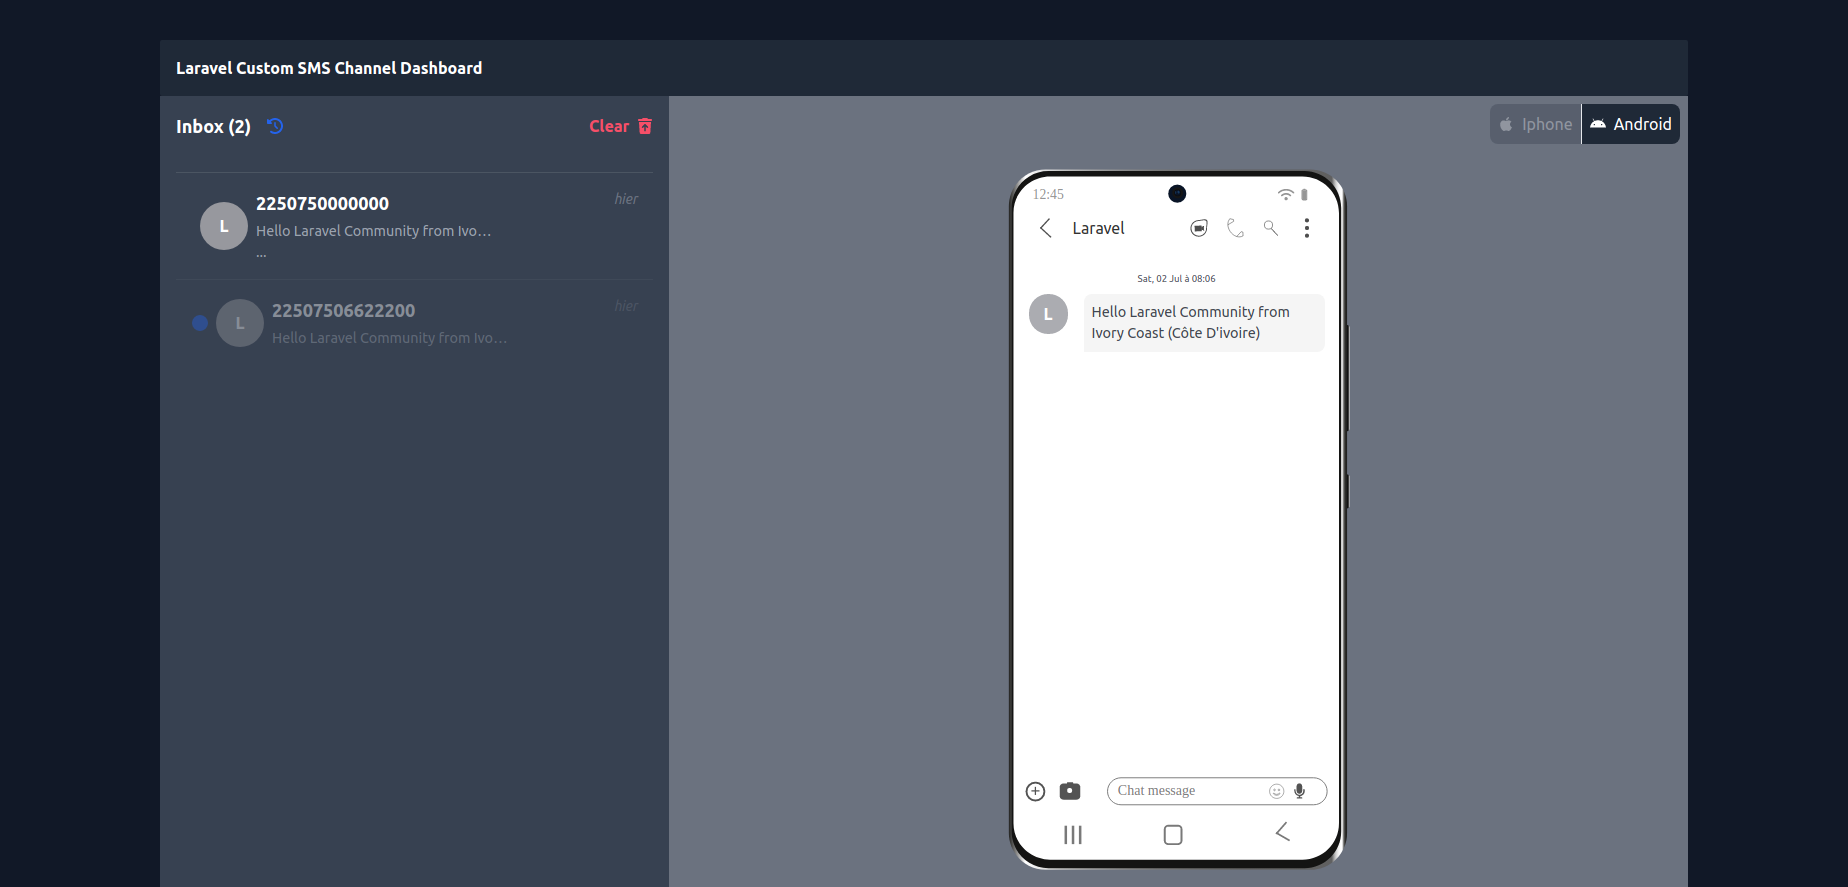 Laravel Custom SMS Channel Dashboard
Inbox (2)
Clear
Iphone
Android
L
2250750000000
hier
Hello Laravel Community from Ivo...
...
L
22507506622200
hier
Hello Laravel Community from Ivo...
12:45
Laravel
Sat, 02 Jul à 08:06
L
Hello Laravel Community from
Ivory Coast (Côte D'ivoire)
Chat message